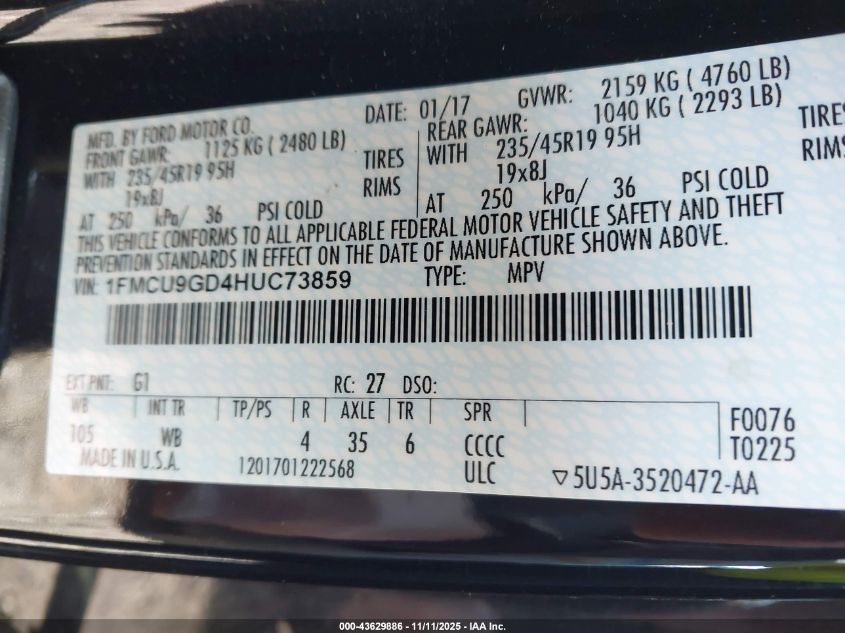 MFD. BY FORD MOTOR CO. DATE: 01/17 GVWR: 2159 KG ( 4760 LB)
FRONT GAWR: 1125 KG ( 2480 LB) REAR GAWR: 1040 KG ( 2293 LB)
WITH 235/45R19 95H TIRES WITH 235/45R19 95H TIRES
19x8J RIMS 19x8J RIMS
AT 250 kPa/ 36 PSI COLD AT 250 kPa/ 36 PSI COLD
THIS VEHICLE CONFORMS TO ALL APPLICABLE FEDERAL MOTOR VEHICLE SAFETY AND THEFT
PREVENTION STANDARDS IN EFFECT ON THE DATE OF MANUFACTURE SHOWN ABOVE.
VIN: 1FMCU9GD4HUC73859 TYPE: MPV
EXT PNT: G1 RC: 27 DSO:
WB INT TR TP/PS R AXLE TR SPR F0076
105 WB 4 35 6 CCCC T0225
MADE IN U.S.A. 1201701222568 ULC ▽5U5A-3520472-AA
000-43629886 - 11/11/2025 - IAA Inc.